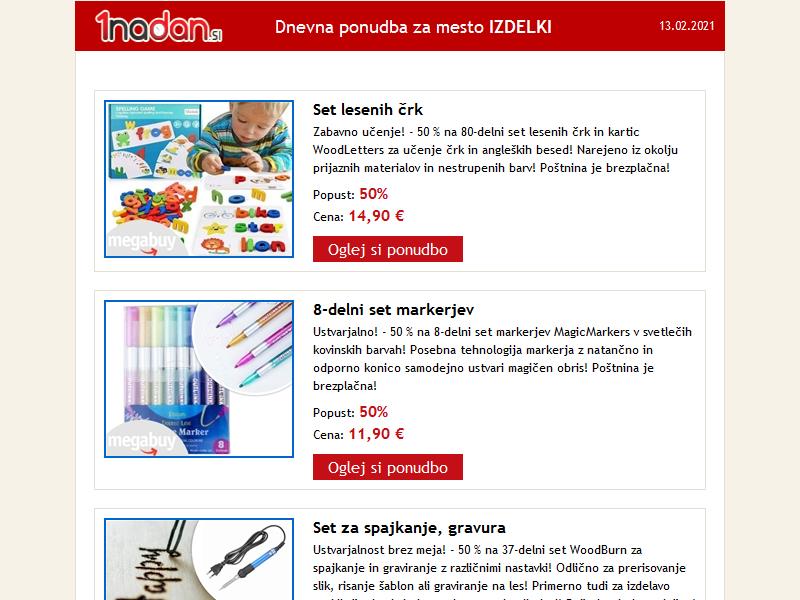 1nadan.si
Dnevna ponudba za mesto IZDELKI
13.02.2021
SPELLING GAME
frog
bike
star
lion
megabuy
Set lesenih črk
Zabavno učenje! - 50 % na 80-delni set lesenih črk in kartic
WoodLetters za učenje črk in angleških besed! Narejeno iz okolju
prijaznih materialov in nestrupenih barv! Poštnina je brezplačna!
Popust: 50%
Cena: 14,90 €
Oglej si ponudbo
Marker
8
megabuy
8-delni set markerjev
Ustvarjalno! - 50 % na 8-delni set markerjev MagicMarkers v svetlečih
kovinskih barvah! Posebna tehnologija markerja z natančno in
odporno konico samodejno ustvari magičen obris! Poštnina je
brezplačna!
Popust: 50%
Cena: 11,90 €
Oglej si ponudbo
Happy
Set za spajkanje, gravura
Ustvarjalnost brez meja! - 50 % na 37-delni set WoodBurn za
spajkanje in graviranje z različnimi nastavki! Odlično za prerisovanje
slik, risanje šablon ali graviranje na les! Primerno tudi za izdelavo